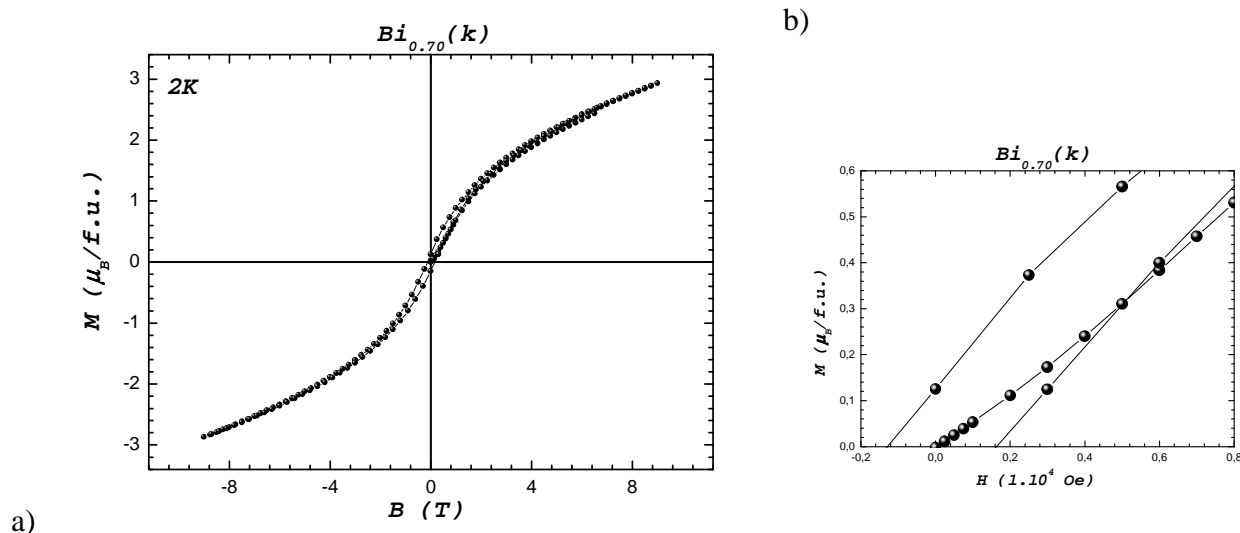 b)
Bi0.70(k)
2K
3
2
1
0
-1
-2
-3
M (μB/f.u.)
-8 -4 0 4 8
B (T)
a)
Bi0.70(k)
0,6
0,5
0,4
0,3
0,2
0,1
0,0
M (μB/f.u.)
-0,2 0,0 0,2 0,4 0,6 0,8
H (1.10^4 Oe)